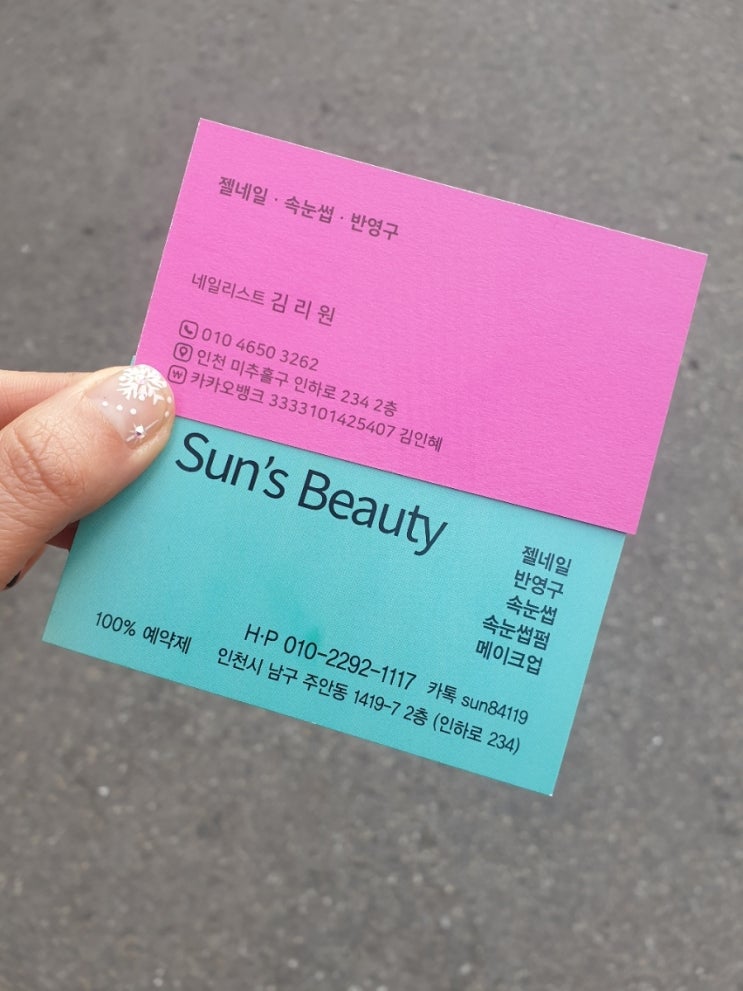 젤네일 · 속눈썹 · 반영구
네일리스트 김 리 원
010 4650 3262
인천 미추홀구 인하로 234 2층
W 카카오뱅크 3333101425407 김인혜
Sun's Beauty
젤네일
반영구
속눈썹
속눈썹펌
메이크업
100% 예약제
H·P 010-2292-1117 카톡 sun84119
인천시 남구 주안동 1419-7 2층 (인하로 234)